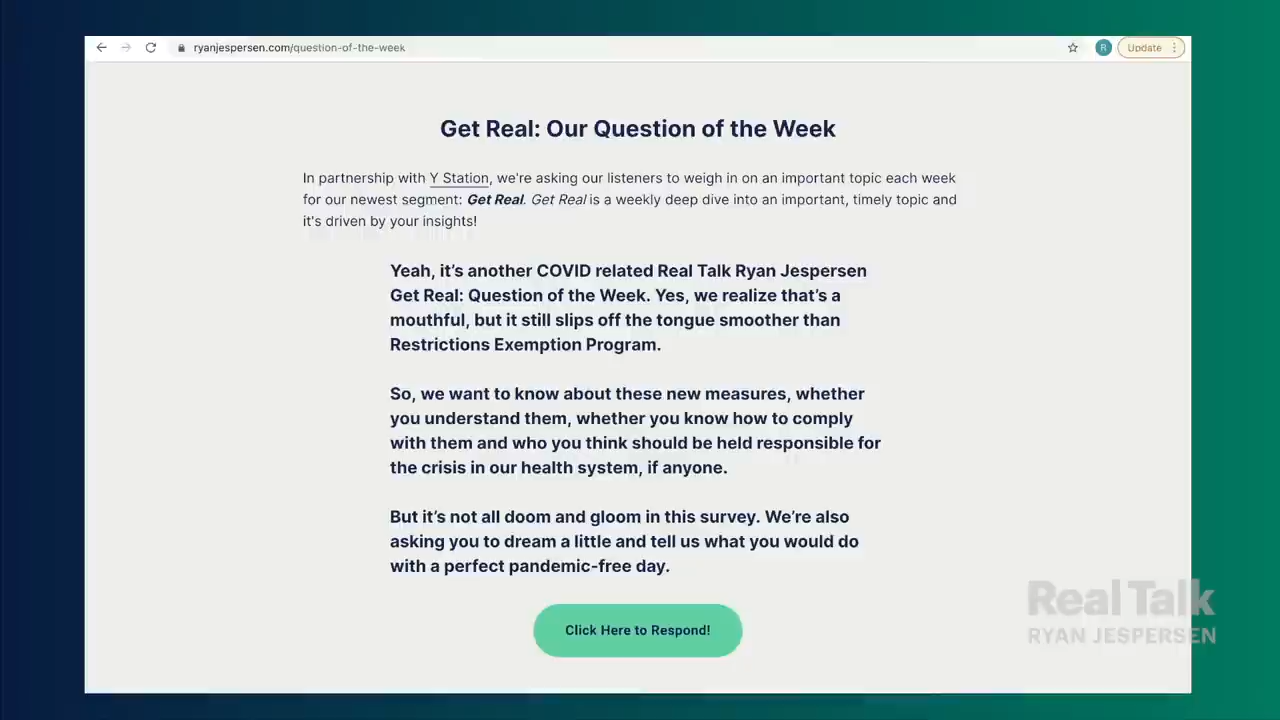 ryanjespersen.com/question-of-the-week
R
Update
Get Real: Our Question of the Week
In partnership with Y Station, we're asking our listeners to weigh in on an important topic each week
for our newest segment: Get Real. Get Real is a weekly deep dive into an important, timely topic and
it's driven by your insights!
Yeah, it’s another COVID related Real Talk Ryan Jespersen
Get Real: Question of the Week. Yes, we realize that’s a
mouthful, but it still slips off the tongue smoother than
Restrictions Exemption Program.
So, we want to know about these new measures, whether
you understand them, whether you know how to comply
with them and who you think should be held responsible for
the crisis in our health system, if anyone.
But it’s not all doom and gloom in this survey. We’re also
asking you to dream a little and tell us what you would do
with a perfect pandemic-free day.
Click Here to Respond!
Real Talk
RYAN JESPERSEN